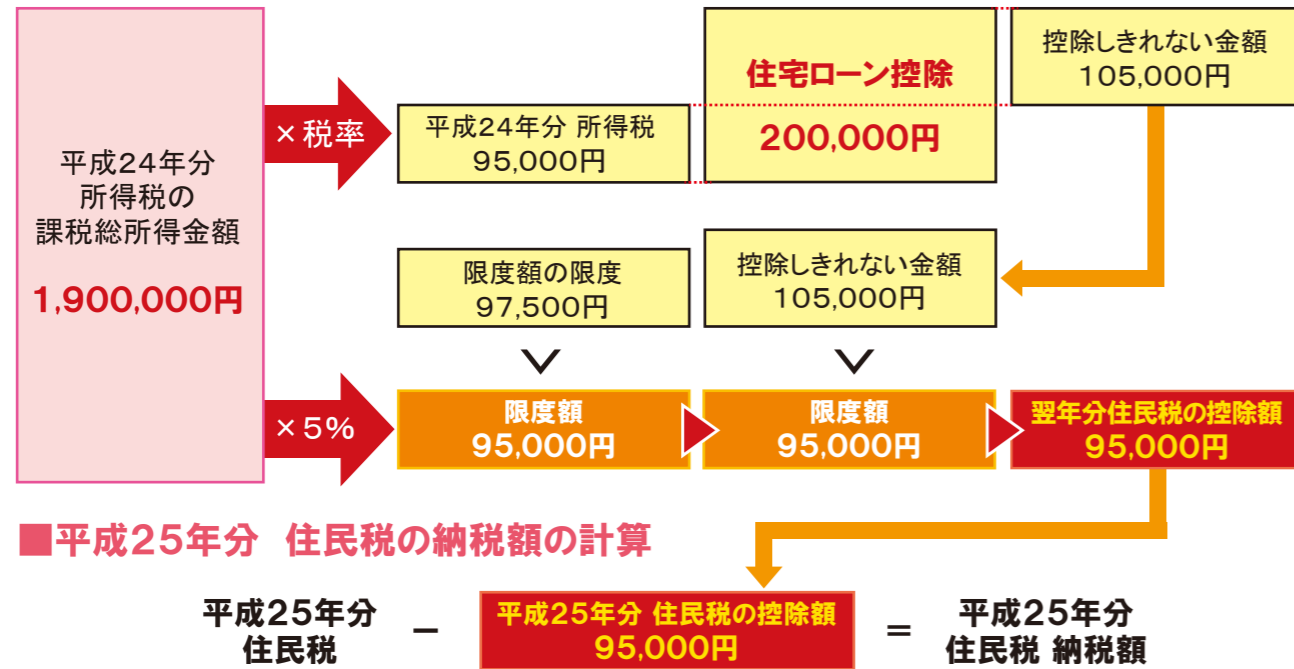 平成24年分
所得税の
課税総所得金額
1,900,000円
×税率
平成24年分 所得税
95,000円
住宅ローン控除
200,000円
控除しきれない金額
105,000円
限度額の限度
97,500円
控除しきれない金額
105,000円
×5%
限度額
95,000円
限度額
95,000円
翌年分住民税の控除額
95,000円
■平成25年分 住民税の納税額の計算
平成25年分
住民税
−
平成25年分 住民税の控除額
95,000円
=
平成25年分
住民税 納税額